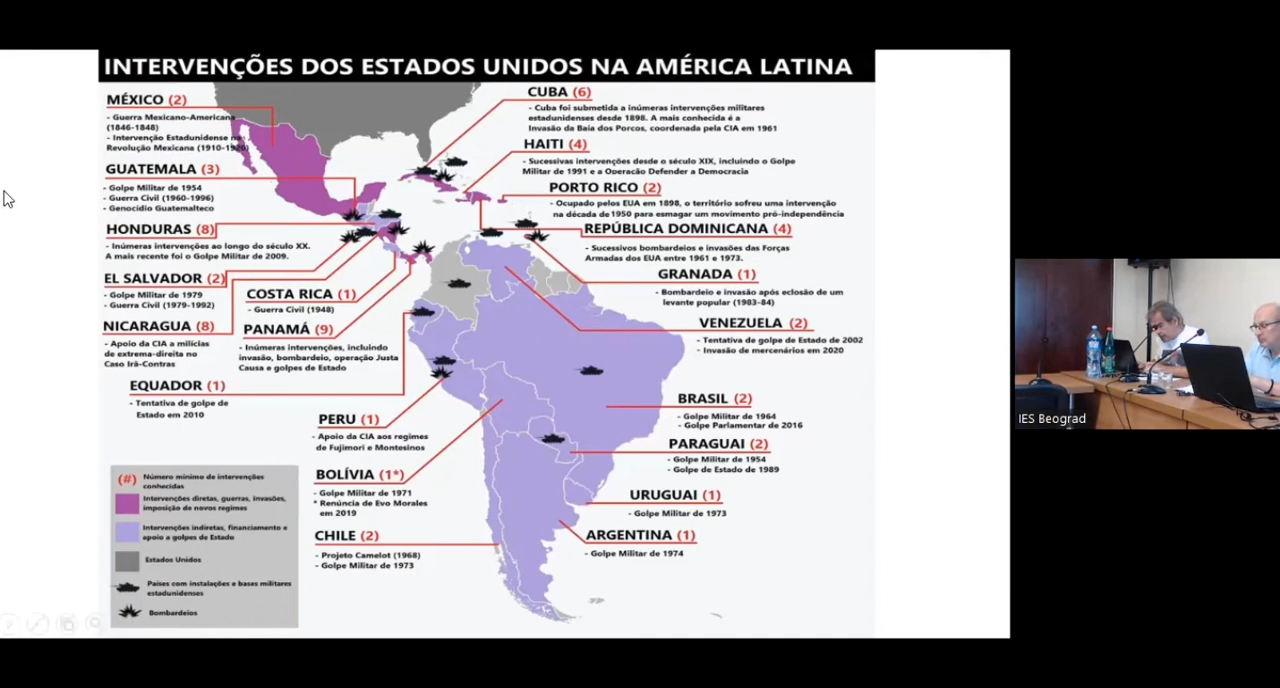 INTERVENÇÕES DOS ESTADOS UNIDOS NA AMÉRICA LATINA
MÉXICO (2)
- Guerra Mexicano-Americana
(1846-1848)
- Intervenção Estadunidense na
Revolução Mexicana (1910-1920)
GUATEMALA (3)
- Golpe Militar de 1954
- Guerra Civil (1960-1996)
- Genocídio Guatemalteco
HONDURAS (8)
- Inúmeras intervenções ao longo do século XX.
A mais recente foi o Golpe Militar de 2009.
EL SALVADOR (2)
- Golpe Militar de 1979
- Guerra Civil (1979-1992)
NICARAGUA (8)
- Apoio da CIA a milícias
de extrema-direita no
Caso Irã-Contras
COSTA RICA (1)
- Guerra Civil (1948)
PANAMÁ (9)
- Inúmeras intervenções, incluindo
invasão, bombardeio, operação Justa
Causa e golpes de Estado
EQUADOR (1)
- Tentativa de golpe de
Estado em 2010
PERU (1)
- Apoio da CIA aos regimes
de Fujimori e Montesinos
BOLÍVIA (1*)
- Golpe Militar de 1971
* Renúncia de Evo Morales
em 2019
CHILE (2)
- Projeto Camelot (1968)
- Golpe Militar de 1973
CUBA (6)
- Cuba foi submetida a inúmeras intervenções militares
estadunidenses desde 1898. A mais conhecida é a
Invasão da Baía dos Porcos, coordenada pela CIA em 1961
HAITI (4)
- Sucessivas intervenções desde o século XIX, incluindo o Golpe
Militar de 1991 e a Operação Defender a Democracia
PORTO RICO (2)
- Ocupado pelos EUA em 1898, o território sofreu uma intervenção
na década de 1950 para esmagar um movimento pró-independência
REPÚBLICA DOMINICANA (4)
- Sucessivos bombardeios e invasões das Forças
Armadas dos EUA entre 1961 e 1973.
GRANADA (1)
- Bombardeio e invasão após eclosão de um
levante popular (1983-84)
VENEZUELA (2)
- Tentativa de golpe de Estado de 2002
- Invasão de mercenários em 2020
BRASIL (2)
- Golpe Militar de 1964
- Golpe Parlamentar de 2016
PARAGUAI (2)
- Golpe Militar de 1954
- Golpe de Estado de 1989
URUGUAI (1)
- Golpe Militar de 1973
ARGENTINA (1)
- Golpe Militar de 1974
(#) Número mínimo de intervenções
conhecidas
Intervenções diretas, guerras, invasões,
imposição de novos regimes
Intervenções indiretas, financiamento e
apoio a golpes de Estado
Estados Unidos
Países com instalações e bases militares
estadunidenses
Bombardeios
IES Beograd